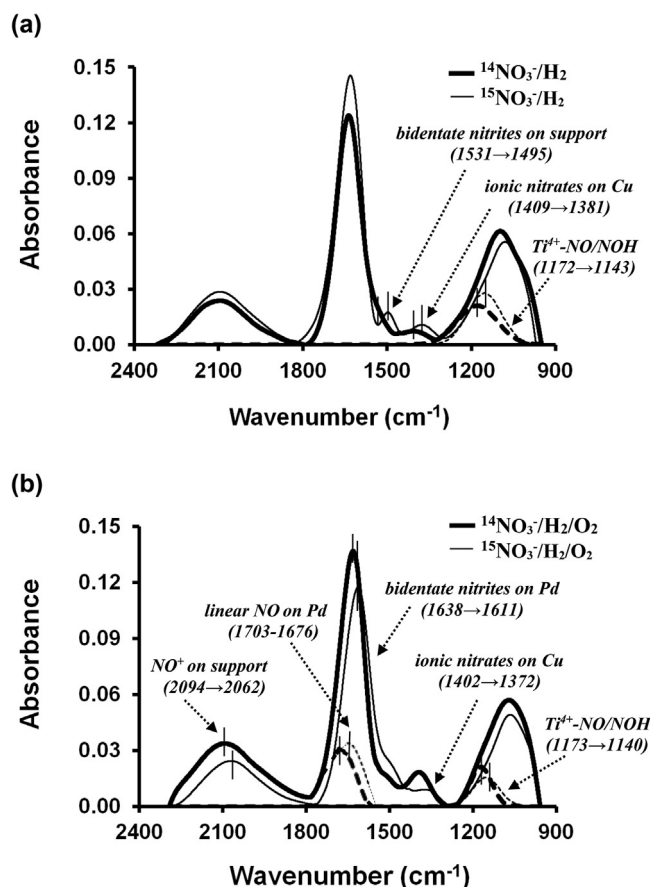 (a)
0.15
0.12
0.09
0.06
0.03
0.00
Absorbance
¹⁴NO₃⁻/H₂
¹⁵NO₃⁻/H₂
bidentate nitrites on support
(1531→1495)
ionic nitrates on Cu
(1409→1381)
Ti⁴⁺-NO/NOH
(1172→1143)
2400 2100 1800 1500 1200 900
Wavenumber (cm⁻¹)
(b)
0.15
0.12
0.09
0.06
0.03
0.00
Absorbance
¹⁴NO₃⁻/H₂/O₂
¹⁵NO₃⁻/H₂/O₂
bidentate nitrites on Pd
(1638→1611)
linear NO on Pd
(1703-1676)
NO⁺ on support
(2094→2062)
ionic nitrates on Cu
(1402→1372)
Ti⁴⁺-NO/NOH
(1173→1140)
2400 2100 1800 1500 1200 900
Wavenumber (cm⁻¹)